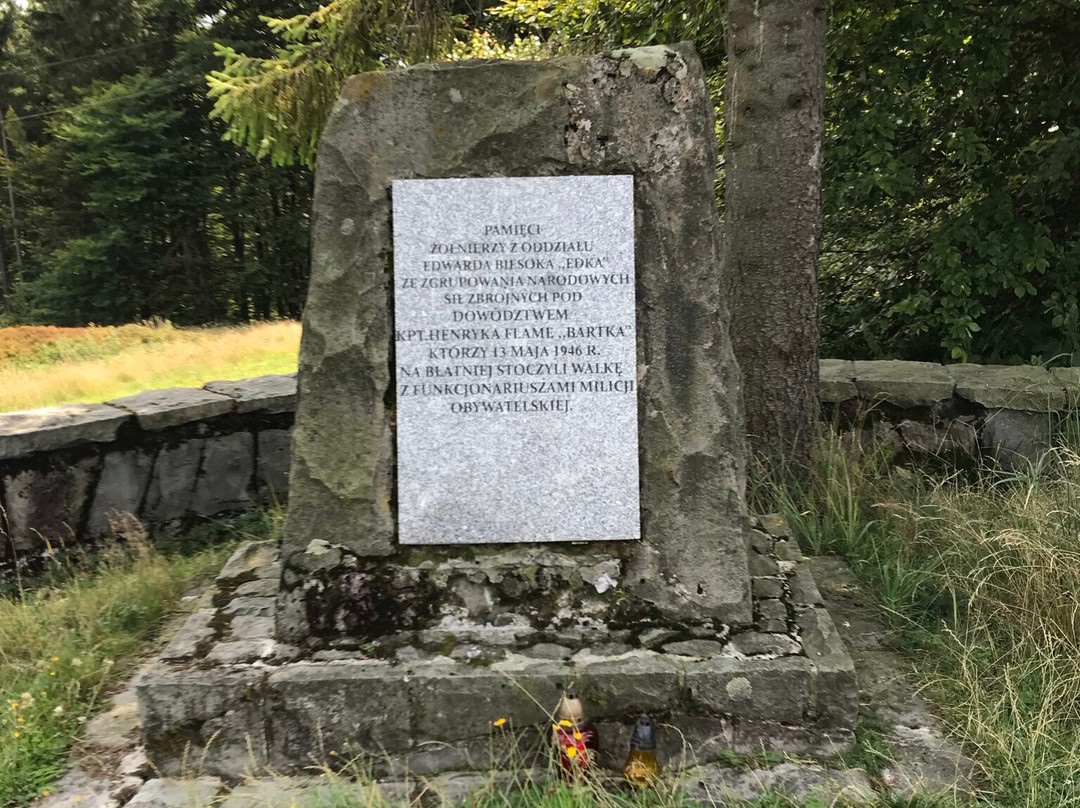 PAMIĘCI
ŻOŁNIERZY Z ODDZIAŁU
EDWARDA BIESOKA ,,EDKA"
ZE ZGRUPOWANIA NARODOWYCH
SIŁ ZBROJNYCH POD
DOWÓDZTWEM
KPT.HENRYKA FLAME ,,BARTKA"
KTÓRZY 13 MAJA 1946 R.
NA BŁATNIEJ STOCZYLI WALKĘ
Z FUNKCJONARIUSZAMI MILICJI
OBYWATELSKIEJ.